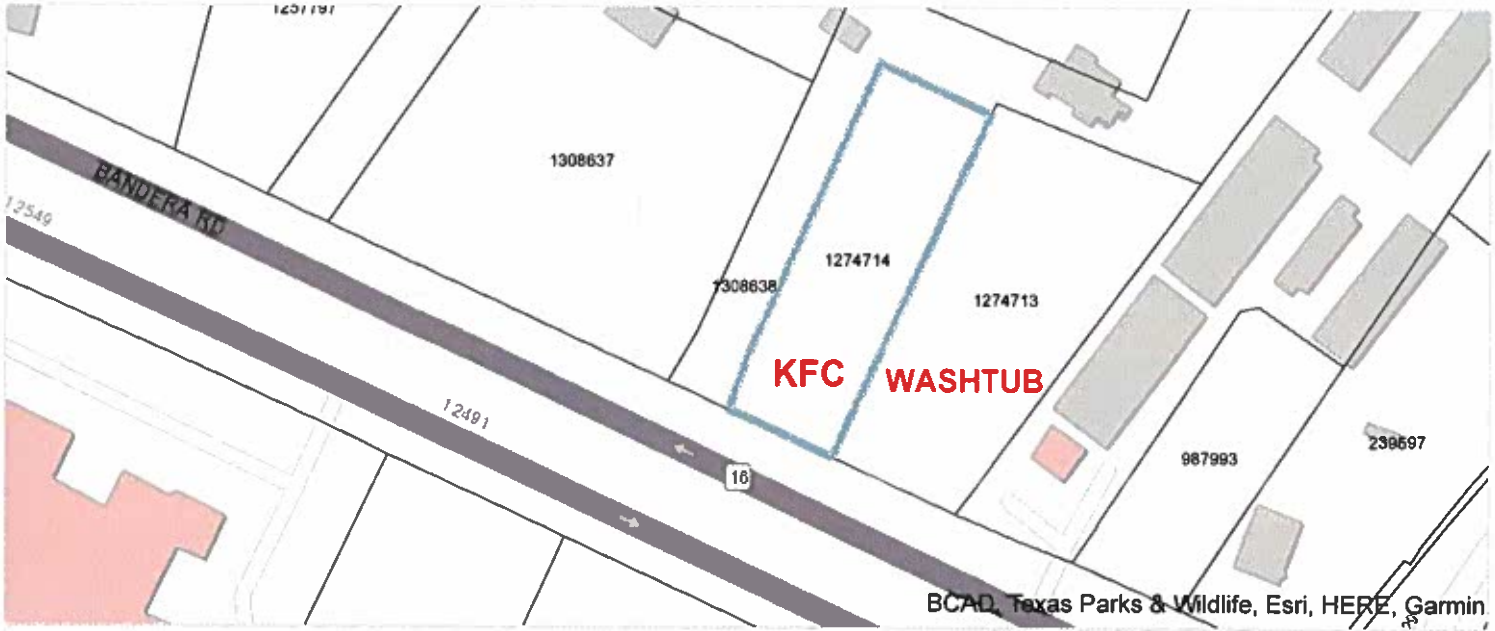 1257797
1308637
BANDERA RD
12549
1274714
1308638
1274713
KFC
WASHTUB
12491
16
987993
239597
BCAD, Texas Parks & Wildlife, Esri, HERE, Garmin